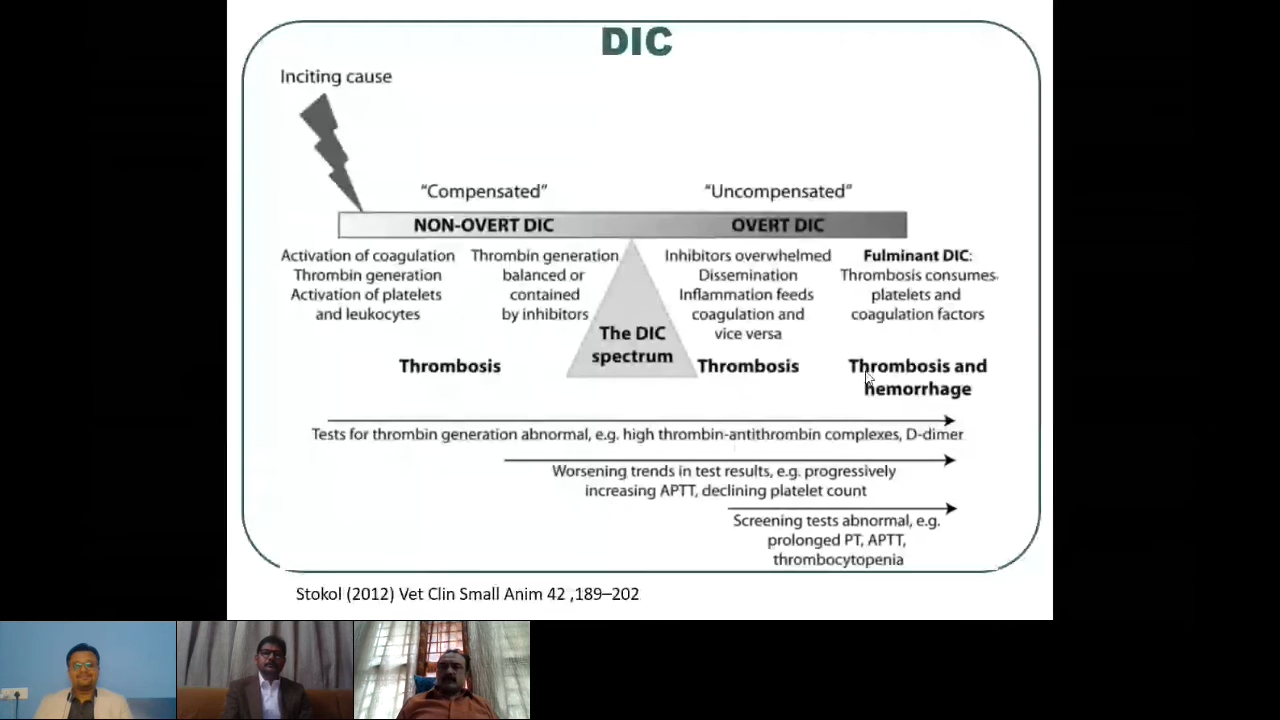 DIC
Inciting cause
“Compensated”
“Uncompensated”
NON-OVERT DIC
OVERT DIC
Activation of coagulation
Thrombin generation
Activation of platelets
and leukocytes
Thrombin generation
balanced or
contained
by inhibitors
Thrombosis
The DIC
spectrum
Inhibitors overwhelmed
Dissemination
Inflammation feeds
coagulation and
vice versa
Thrombosis
Fulminant DIC:
Thrombosis consumes
platelets and
coagulation factors
Thrombosis and
hemorrhage
Tests for thrombin generation abnormal, e.g. high thrombin-antithrombin complexes, D-dimer
Worsening trends in test results, e.g. progressively
increasing APTT, declining platelet count
Screening tests abnormal, e.g.
prolonged PT, APTT,
thrombocytopenia
Stokol (2012) Vet Clin Small Anim 42 ,189–202